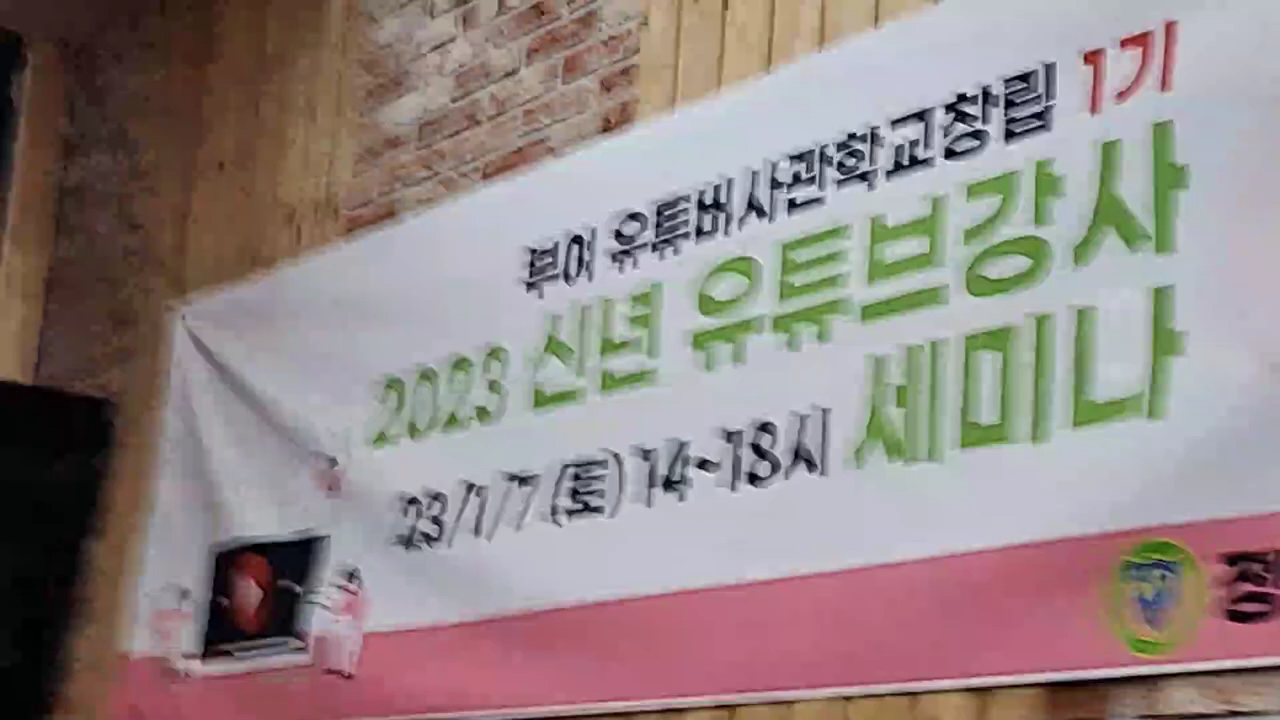 부여 유튜버사관학교창립 1기
2023 신년 유튜브강사
세미나
23/1/7 (토) 14~18시